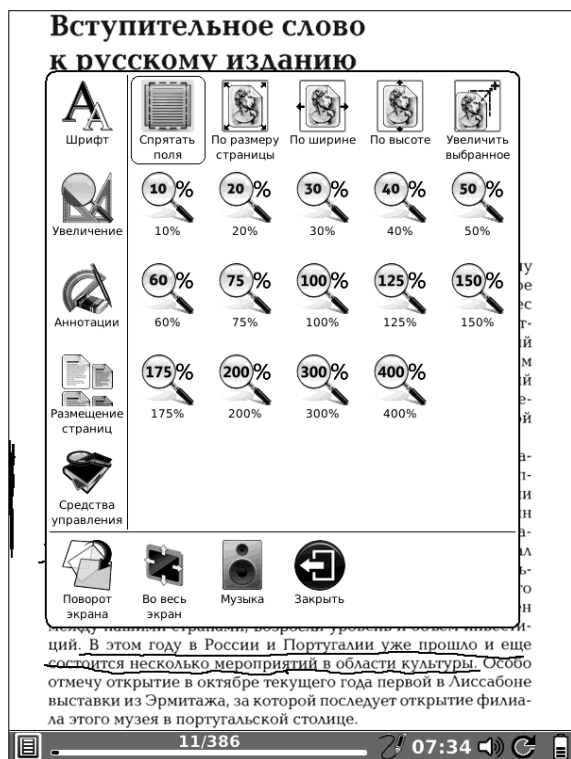 Вступительное слово
к русскому изданию
Шрифт
Спрятать поля
По размеру страницы
По ширине
По высоте
Увеличить выбранное
Увеличение
10% 20% 30% 40% 50%
10% 20% 30% 40% 50%
Аннотации
60% 75% 100% 125% 150%
60% 75% 100% 125% 150%
Размещение страниц
175% 200% 300% 400%
175% 200% 300% 400%
Средства управления
Поворот экрана
Во весь экран
Музыка
Закрыть
ций. В этом году в России и Португалии уже прошло и еще
состоится несколько мероприятий в области культуры. Особо
отмечу открытие в октябре текущего года первой в Лиссабоне
выставки из Эрмитажа, за которой последует открытие филиа-
ла этого музея в португальской столице.
11/386
07:34